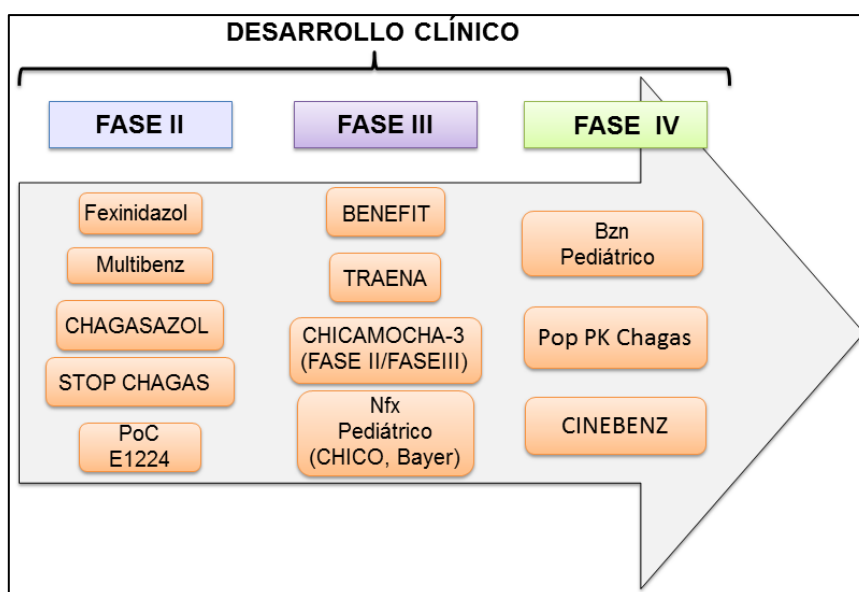 DESARROLLO CLÍNICO
FASE II
Fexinidazol
Multibenz
CHAGASAZOL
STOP CHAGAS
PoC
E1224
FASE III
BENEFIT
TRAENA
CHICAMOCHA-3
(FASE II/FASEIII)
Nfx
Pediátrico
(CHICO, Bayer)
FASE IV
Bzn
Pediátrico
Pop PK Chagas
CINEBENZ